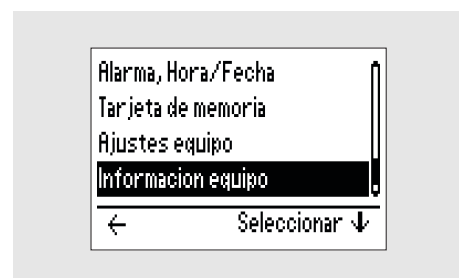 Alarma, Hora/Fecha
Tarjeta de memoria
Ajustes equipo
Informacion equipo
← Seleccionar ↓